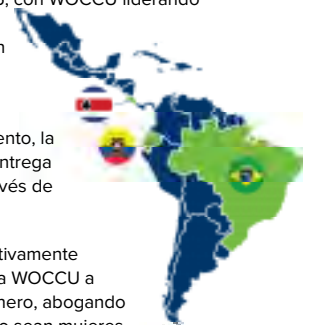 , con WOCCU liderando
n
ento, la
ntrega
vés de
tivamente
a WOCCU a
nero, abogando